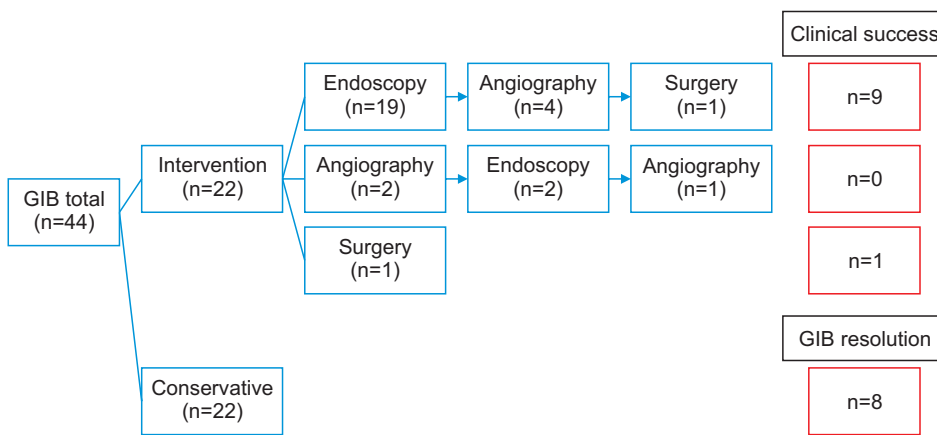 Clinical success
Endoscopy
(n=19)
Angiography
(n=4)
Surgery
(n=1)
n=9
Intervention
(n=22)
Angiography
(n=2)
Endoscopy
(n=2)
Angiography
(n=1)
n=0
GIB total
(n=44)
Surgery
(n=1)
n=1
GIB resolution
Conservative
(n=22)
n=8